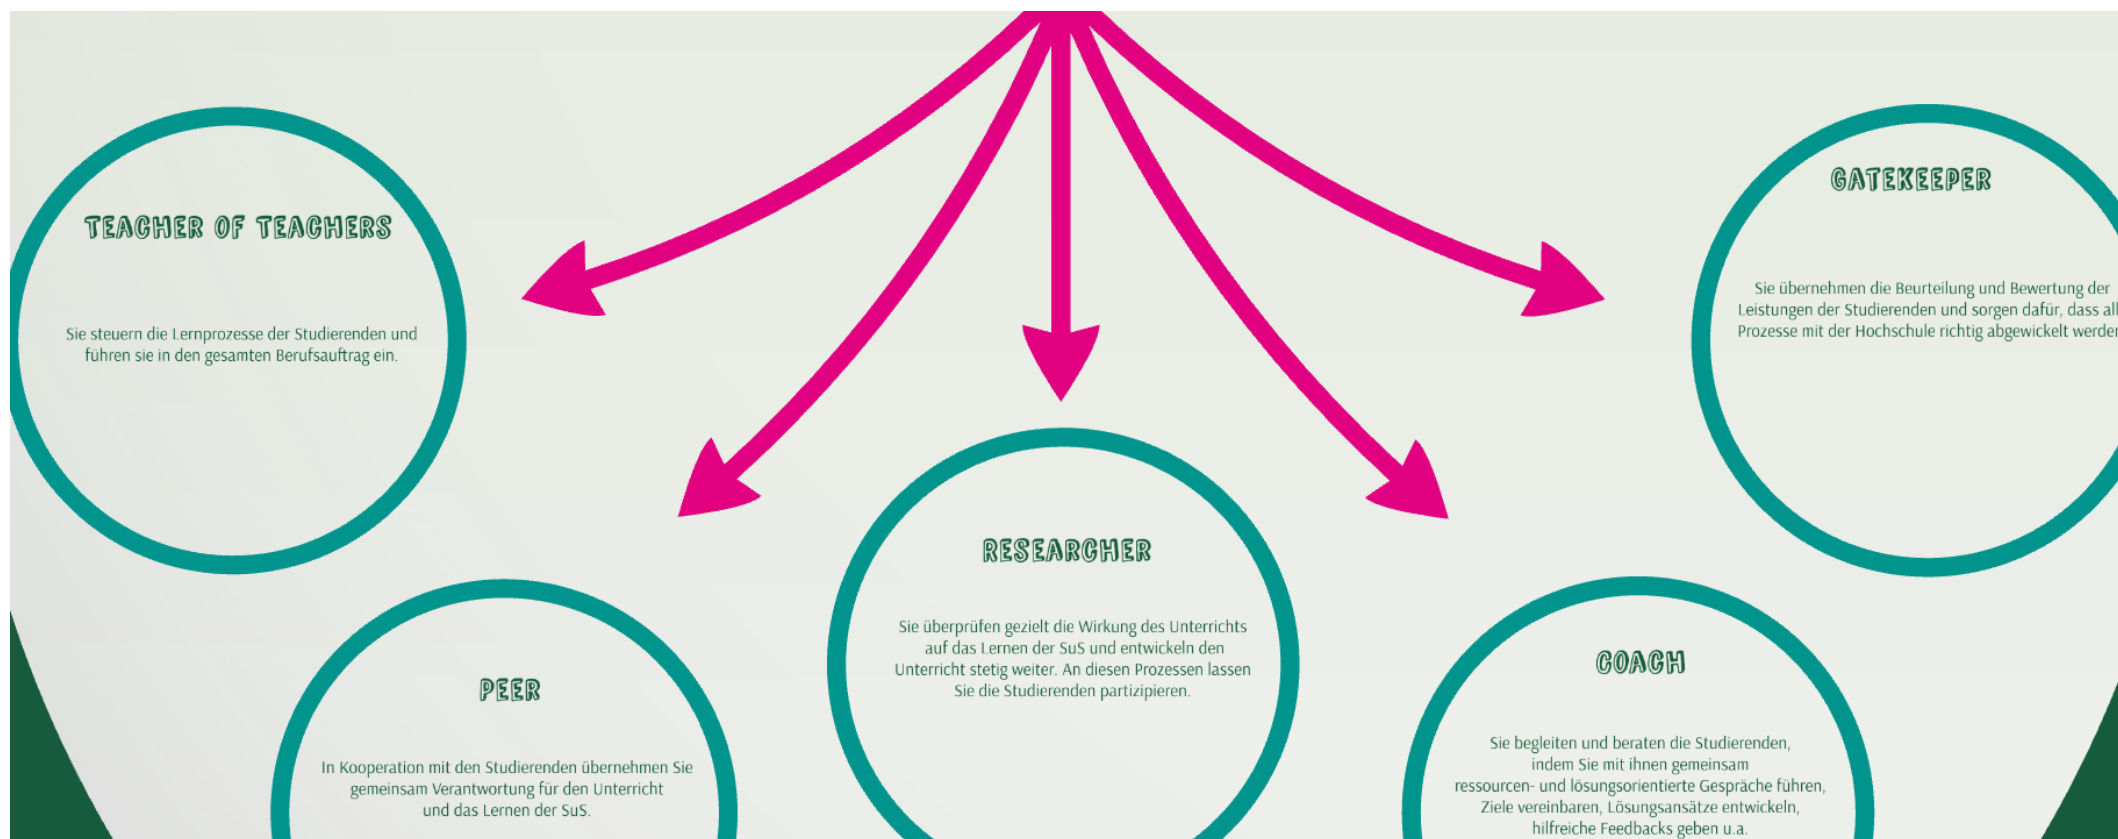 TEACHER OF TEACHERS
Sie steuern die Lernprozesse der Studierenden und
führen sie in den gesamten Berufsauftrag ein.
PEER
In Kooperation mit den Studierenden übernehmen Sie
gemeinsam Verantwortung für den Unterricht
und das Lernen der SuS.
RESEARCHER
Sie überprüfen gezielt die Wirkung des Unterrichts
auf das Lernen der SuS und entwickeln den
Unterricht stetig weiter. An diesen Prozessen lassen
Sie die Studierenden partizipieren.
COACH
Sie begleiten und beraten die Studierenden,
indem Sie mit ihnen gemeinsam
ressourcen- und lösungsorientierte Gespräche führen,
Ziele vereinbaren, Lösungsansätze entwickeln,
hilfreiche Feedbacks geben u.a.
GATEKEEPER
Sie übernehmen die Beurteilung und Bewertung der
Leistungen der Studierenden und sorgen dafür, dass
Prozesse mit der Hochschule richtig abgewickelt